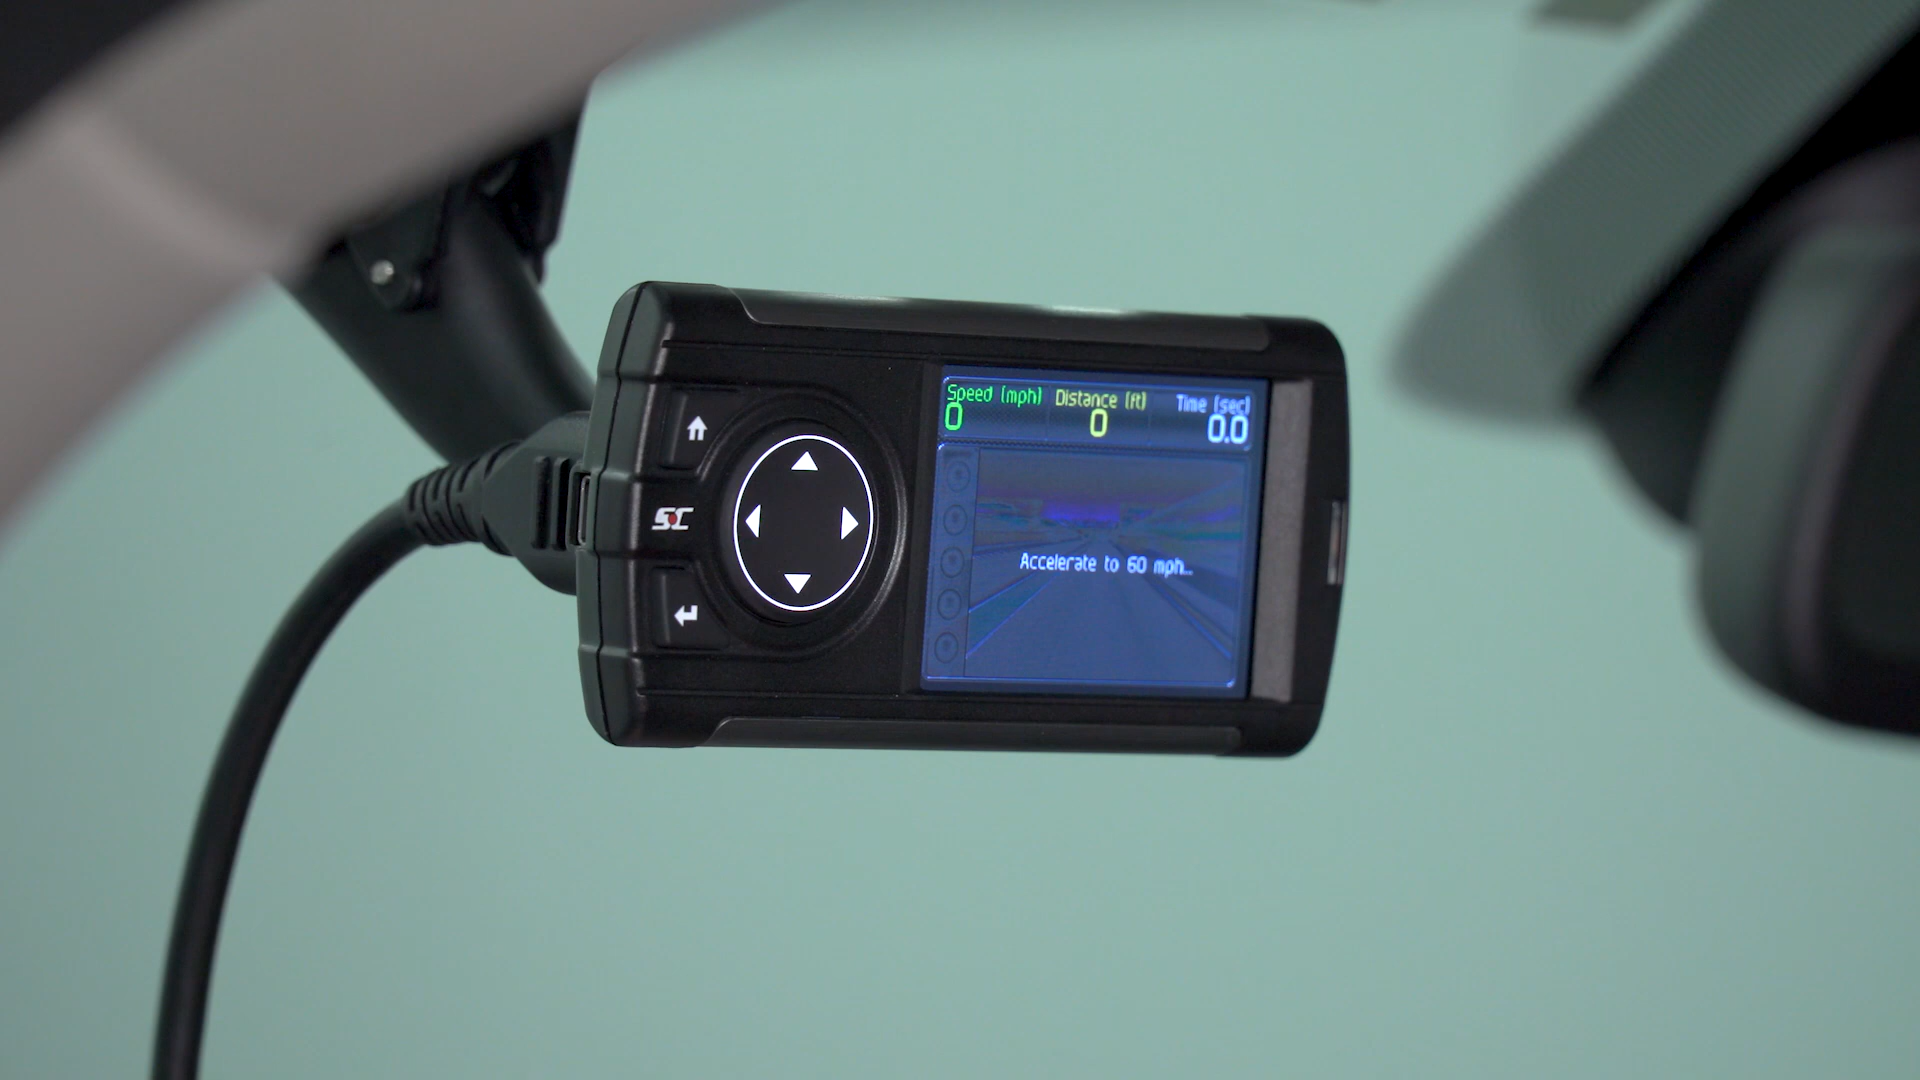 Speed (mph) Distance (ft) Time (sec)
0 0 0.0
SC
Accelerate to 60 mph...